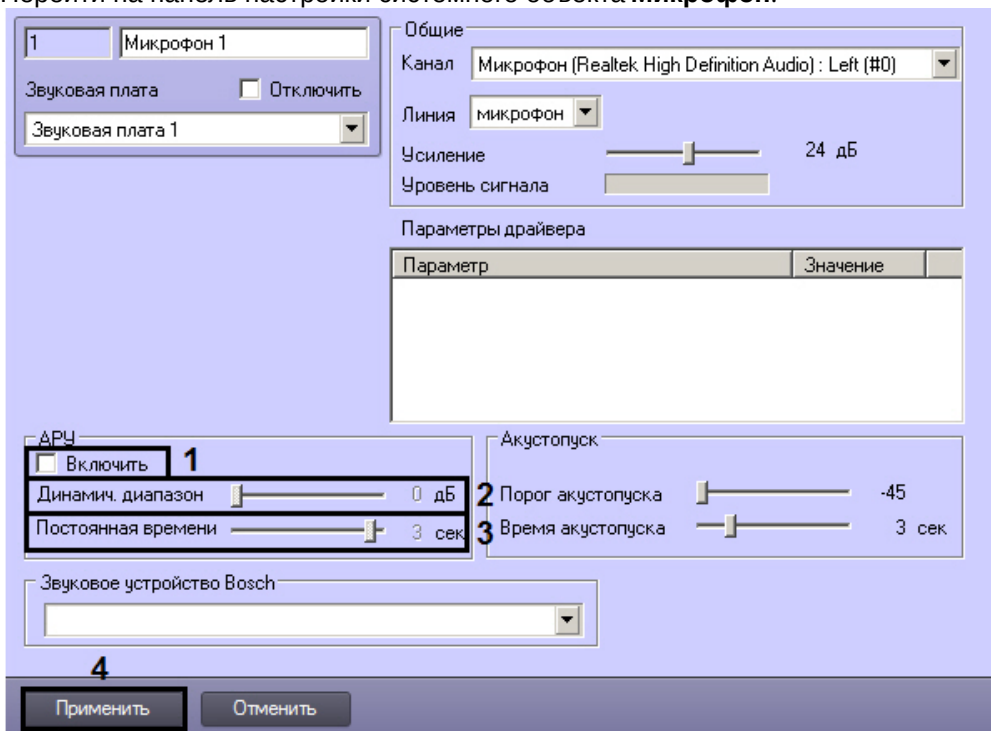 Перейти на панель настройки системного объекта Микрофон.
1
Микрофон 1
Звуковая плата
Отключить
Звуковая плата 1
Общие
Канал
Микрофон (Realtek High Definition Audio) : Left (#0)
Линия
микрофон
Усиление
24 дБ
Уровень сигнала
Параметры драйвера
Параметр
Значение
АРУ
Включить
1
Динамич. диапазон
0 дБ
2
Постоянная времени
3 сек
3
Акустопуск
Порог акустопуска
-45
Время акустопуска
3 сек
Звуковое устройство Bosch
4
Применить
Отменить